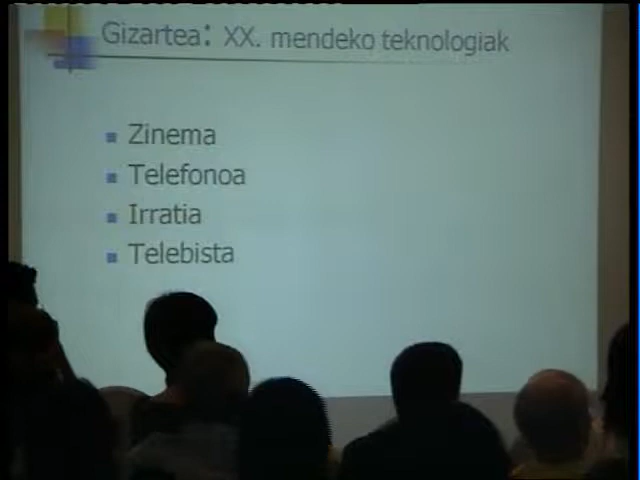 Gizartea: XX. mendeko teknologiak
Zinema
Telefonoa
Irratia
Telebista